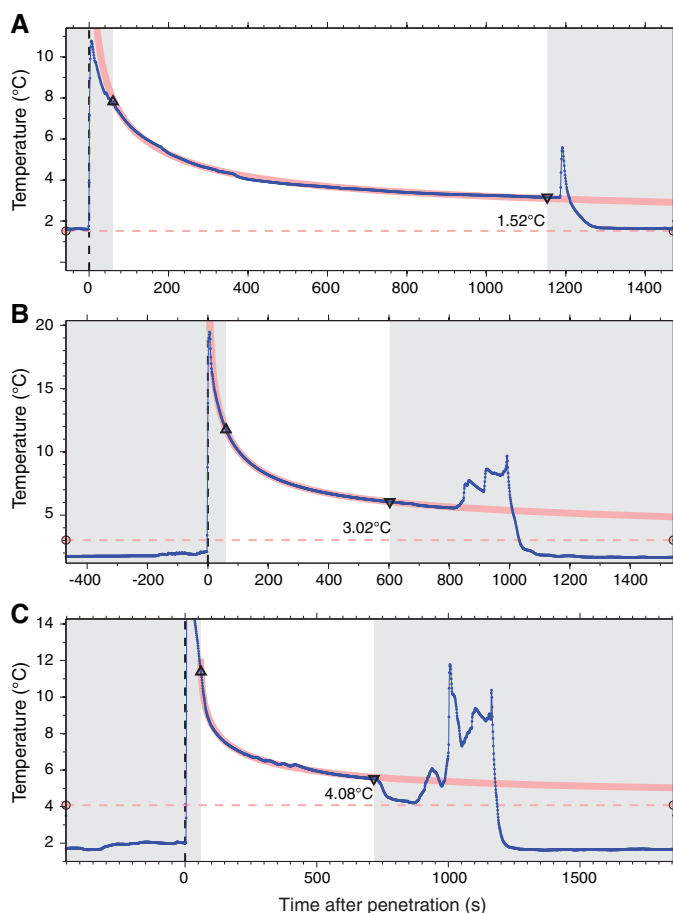 A
Temperature (°C)
10
8
6
4
2
1.52°C
0 200 400 600 800 1000 1200 1400
B
Temperature (°C)
20
15
10
5
3.02°C
-400 -200 0 200 400 600 800 1000 1200 1400
C
Temperature (°C)
14
12
10
8
6
4
2
4.08°C
0 500 1000 1500
Time after penetration (s)